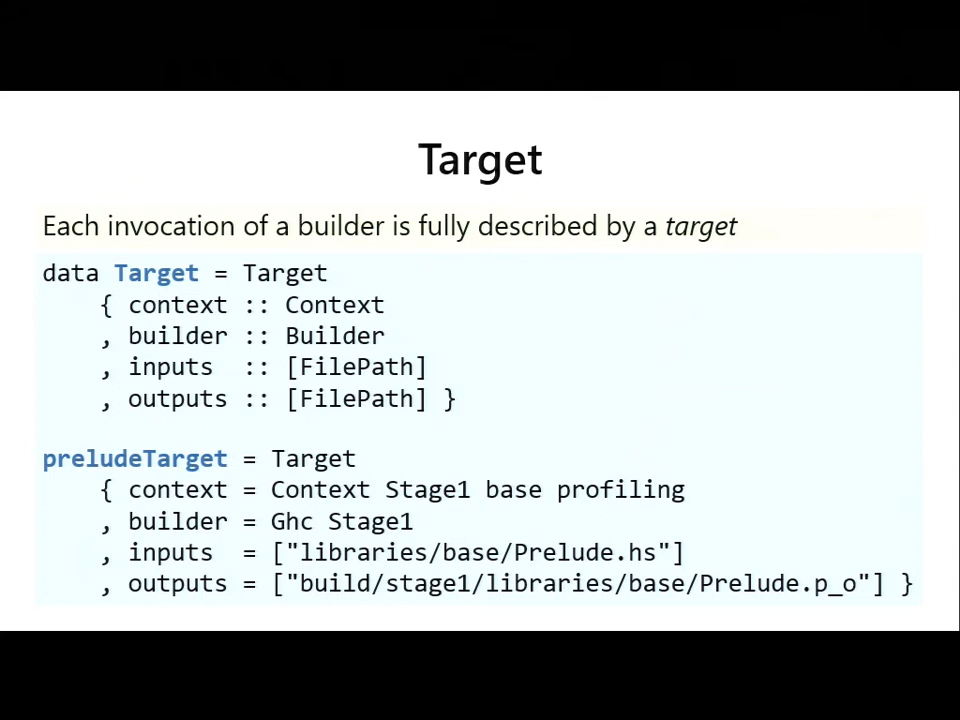 Target
Each invocation of a builder is fully described by a target
data Target = Target
    { context :: Context
    , builder :: Builder
    , inputs  :: [FilePath]
    , outputs :: [FilePath] }
preludeTarget = Target
    { context = Context Stage1 base profiling
    , builder = Ghc Stage1
    , inputs  = ["libraries/base/Prelude.hs"]
    , outputs = ["build/stage1/libraries/base/Prelude.p_o"] }